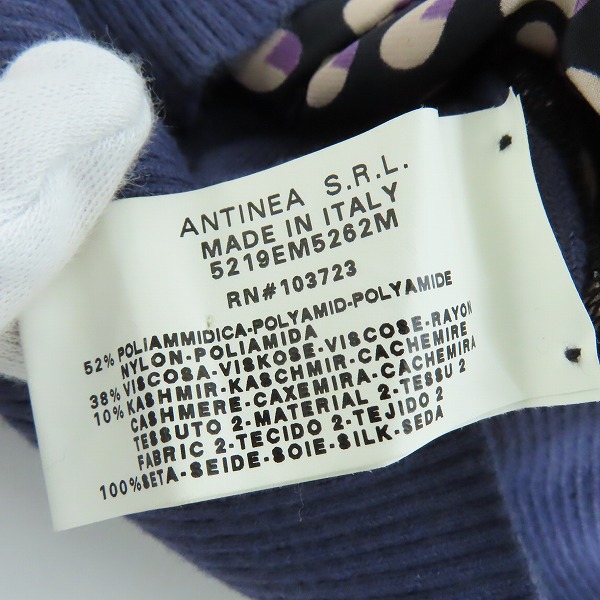 ANTINEA S.R.L.
MADE IN ITALY
5219EM5262M
RN#103723
52% POLIAMMIDICA-POLYAMID-POLYAMIDE
NYLON-POLIAMIDA
38% VISCOSA-VISKOSE-VISCOSE-RAYON
10% KASHMIR-KASCHMIR-CACHEMIRE
CASHMERE-CAXEMIRA-CACHEMIRA
TESSUTO 2-MATERIAL 2-TESSU 2
FABRIC 2-TECIDO 2-TEJIDO 2
100%SETA-SEIDE-SOIE-SILK-SEDA